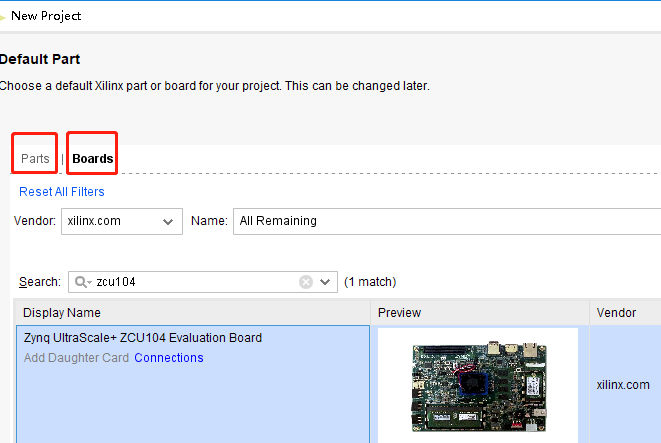 New Project
Default Part
Choose a default Xilinx part or board for your project. This can be changed later.
Parts | Boards
Reset All Filters
Vendor: xilinx.com Name: All Remaining
Search: zcu104 (1 match)
Display Name Preview Vendor
Zynq UltraScale+ ZCU104 Evaluation Board
Add Daughter Card Connections
xilinx.com